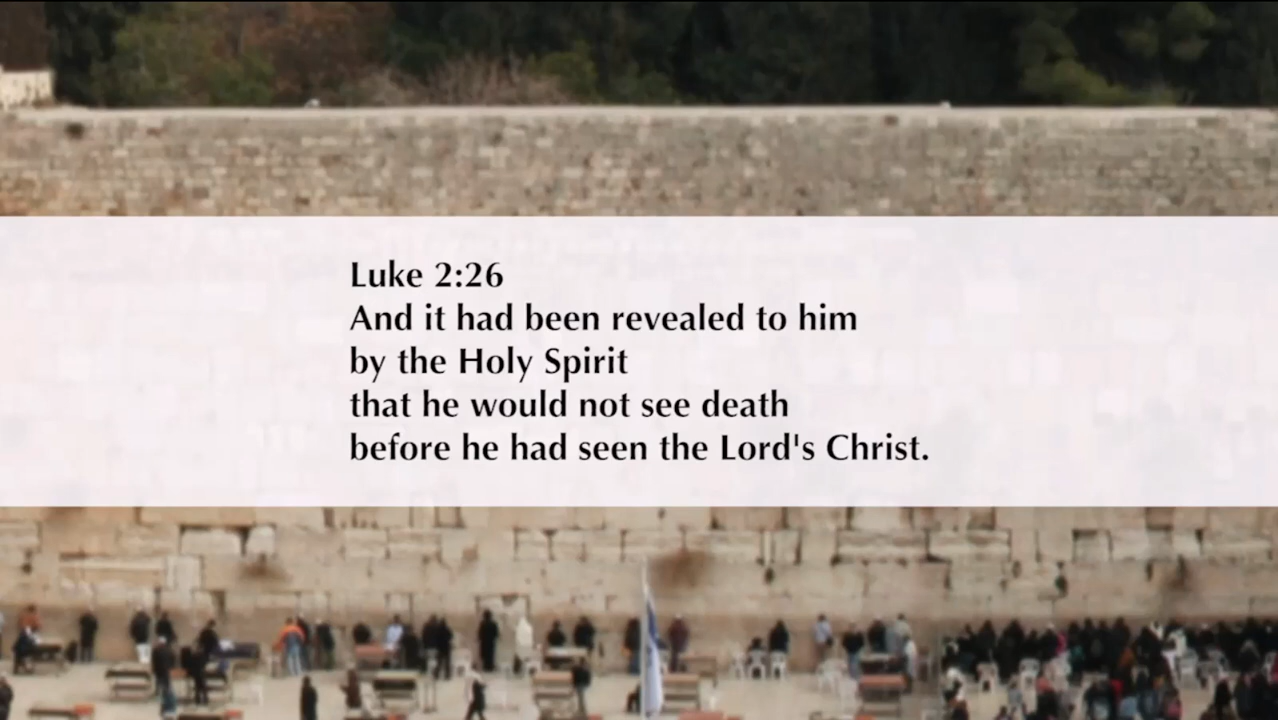 Luke 2:26
And it had been revealed to him
by the Holy Spirit
that he would not see death
before he had seen the Lord's Christ.